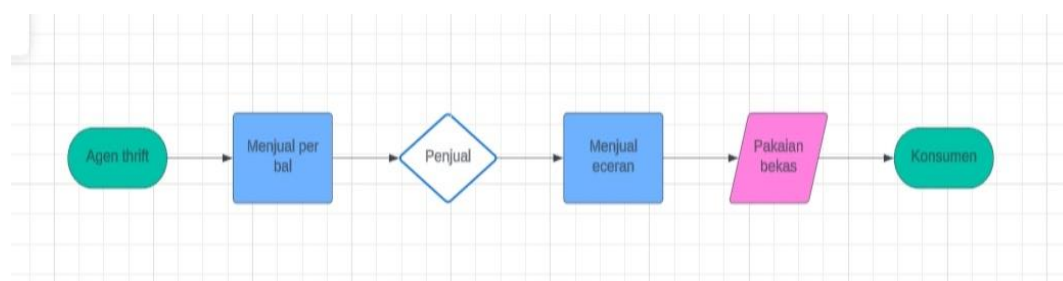 Agen thrift
Menjual per
bal
Penjual
Menjual
eceran
Pakaian
bekas
Konsumen